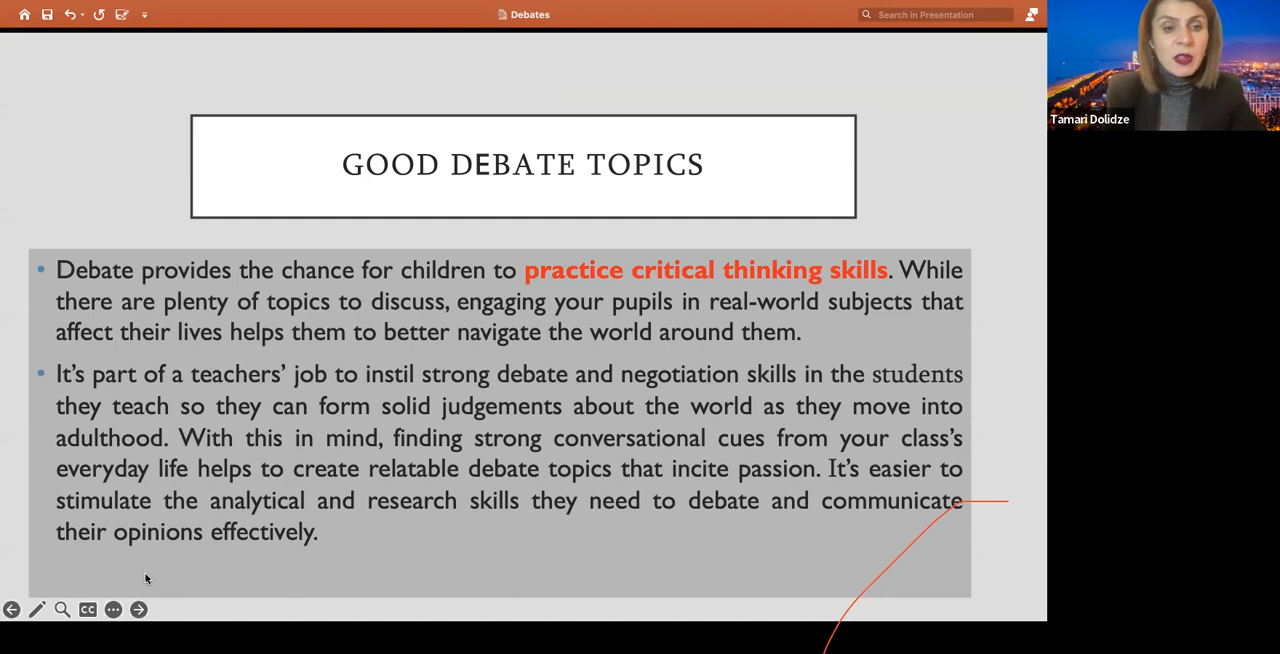 Debates
Search in Presentation
Tamari Dolidze
GOOD DEBATE TOPICS
• Debate provides the chance for children to practice critical thinking skills. While
there are plenty of topics to discuss, engaging your pupils in real-world subjects that
affect their lives helps them to better navigate the world around them.
• It’s part of a teachers’ job to instil strong debate and negotiation skills in the students
they teach so they can form solid judgements about the world as they move into
adulthood. With this in mind, finding strong conversational cues from your class’s
everyday life helps to create relatable debate topics that incite passion. It’s easier to
stimulate the analytical and research skills they need to debate and communicate
their opinions effectively.
CC